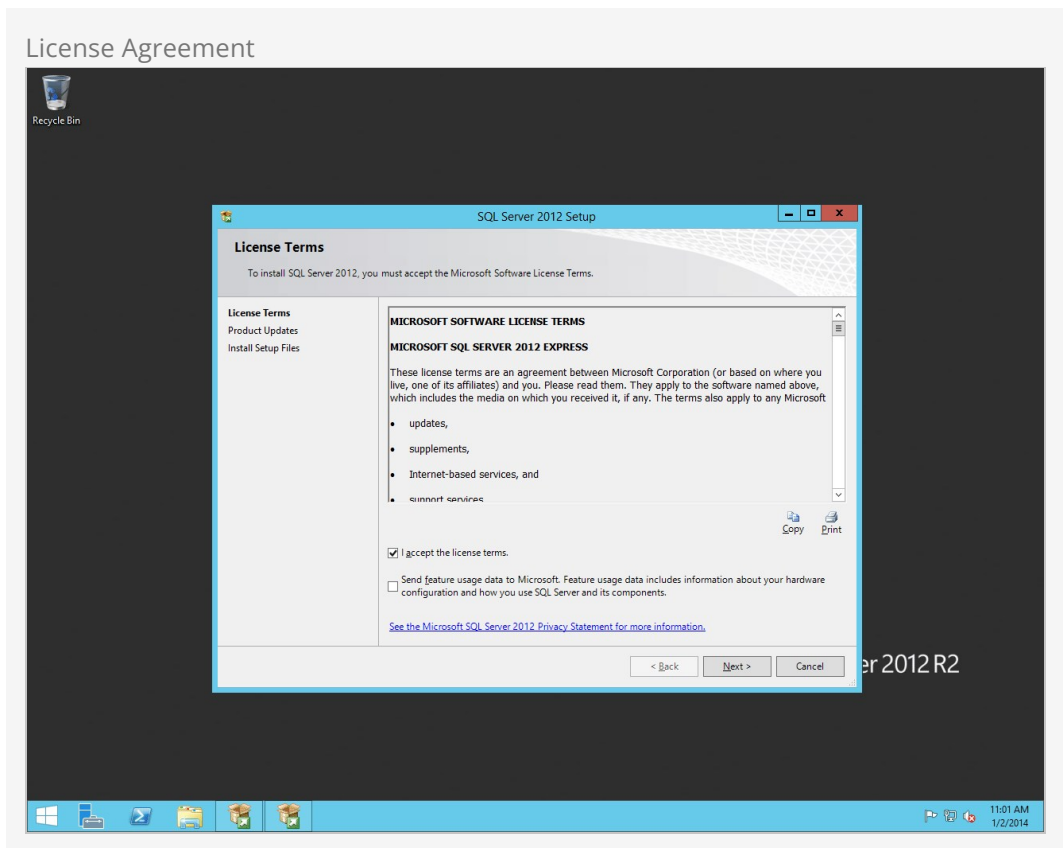 License Agreement
Recycle Bin
SQL Server 2012 Setup
License Terms
To install SQL Server 2012, you must accept the Microsoft Software License Terms.
License Terms
Product Updates
Install Setup Files
MICROSOFT SOFTWARE LICENSE TERMS
MICROSOFT SQL SERVER 2012 EXPRESS
These license terms are an agreement between Microsoft Corporation (or based on where you
live, one of its affiliates) and you. Please read them. They apply to the software named above,
which includes the media on which you received it, if any. The terms also apply to any Microsoft
• updates,
• supplements,
• Internet-based services, and
• support services
Copy Print
I accept the license terms.
Send feature usage data to Microsoft. Feature usage data includes information about your hardware
configuration and how you use SQL Server and its components.
See the Microsoft SQL Server 2012 Privacy Statement for more information.
< Back Next > Cancel
er 2012 R2
11:01 AM
1/2/2014